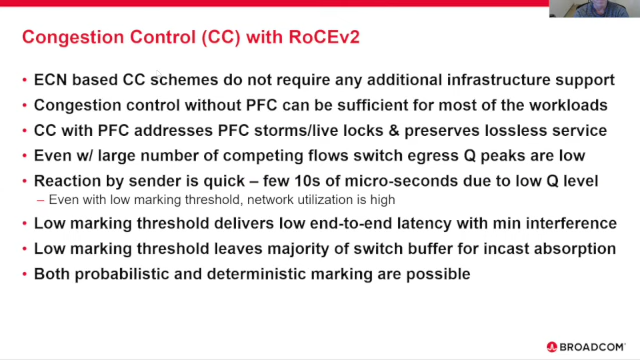 Congestion Control (CC) with RoCEv2
• ECN based CC schemes do not require any additional infrastructure support
• Congestion control without PFC can be sufficient for most of the workloads
• CC with PFC addresses PFC storms/live locks & preserves lossless service
• Even w/ large number of competing flows switch egress Q peaks are low
• Reaction by sender is quick – few 10s of micro-seconds due to low Q level
– Even with low marking threshold, network utilization is high
• Low marking threshold delivers low end-to-end latency with min interference
• Low marking threshold leaves majority of switch buffer for incast absorption
• Both probabilistic and deterministic marking are possible
BROADCOM